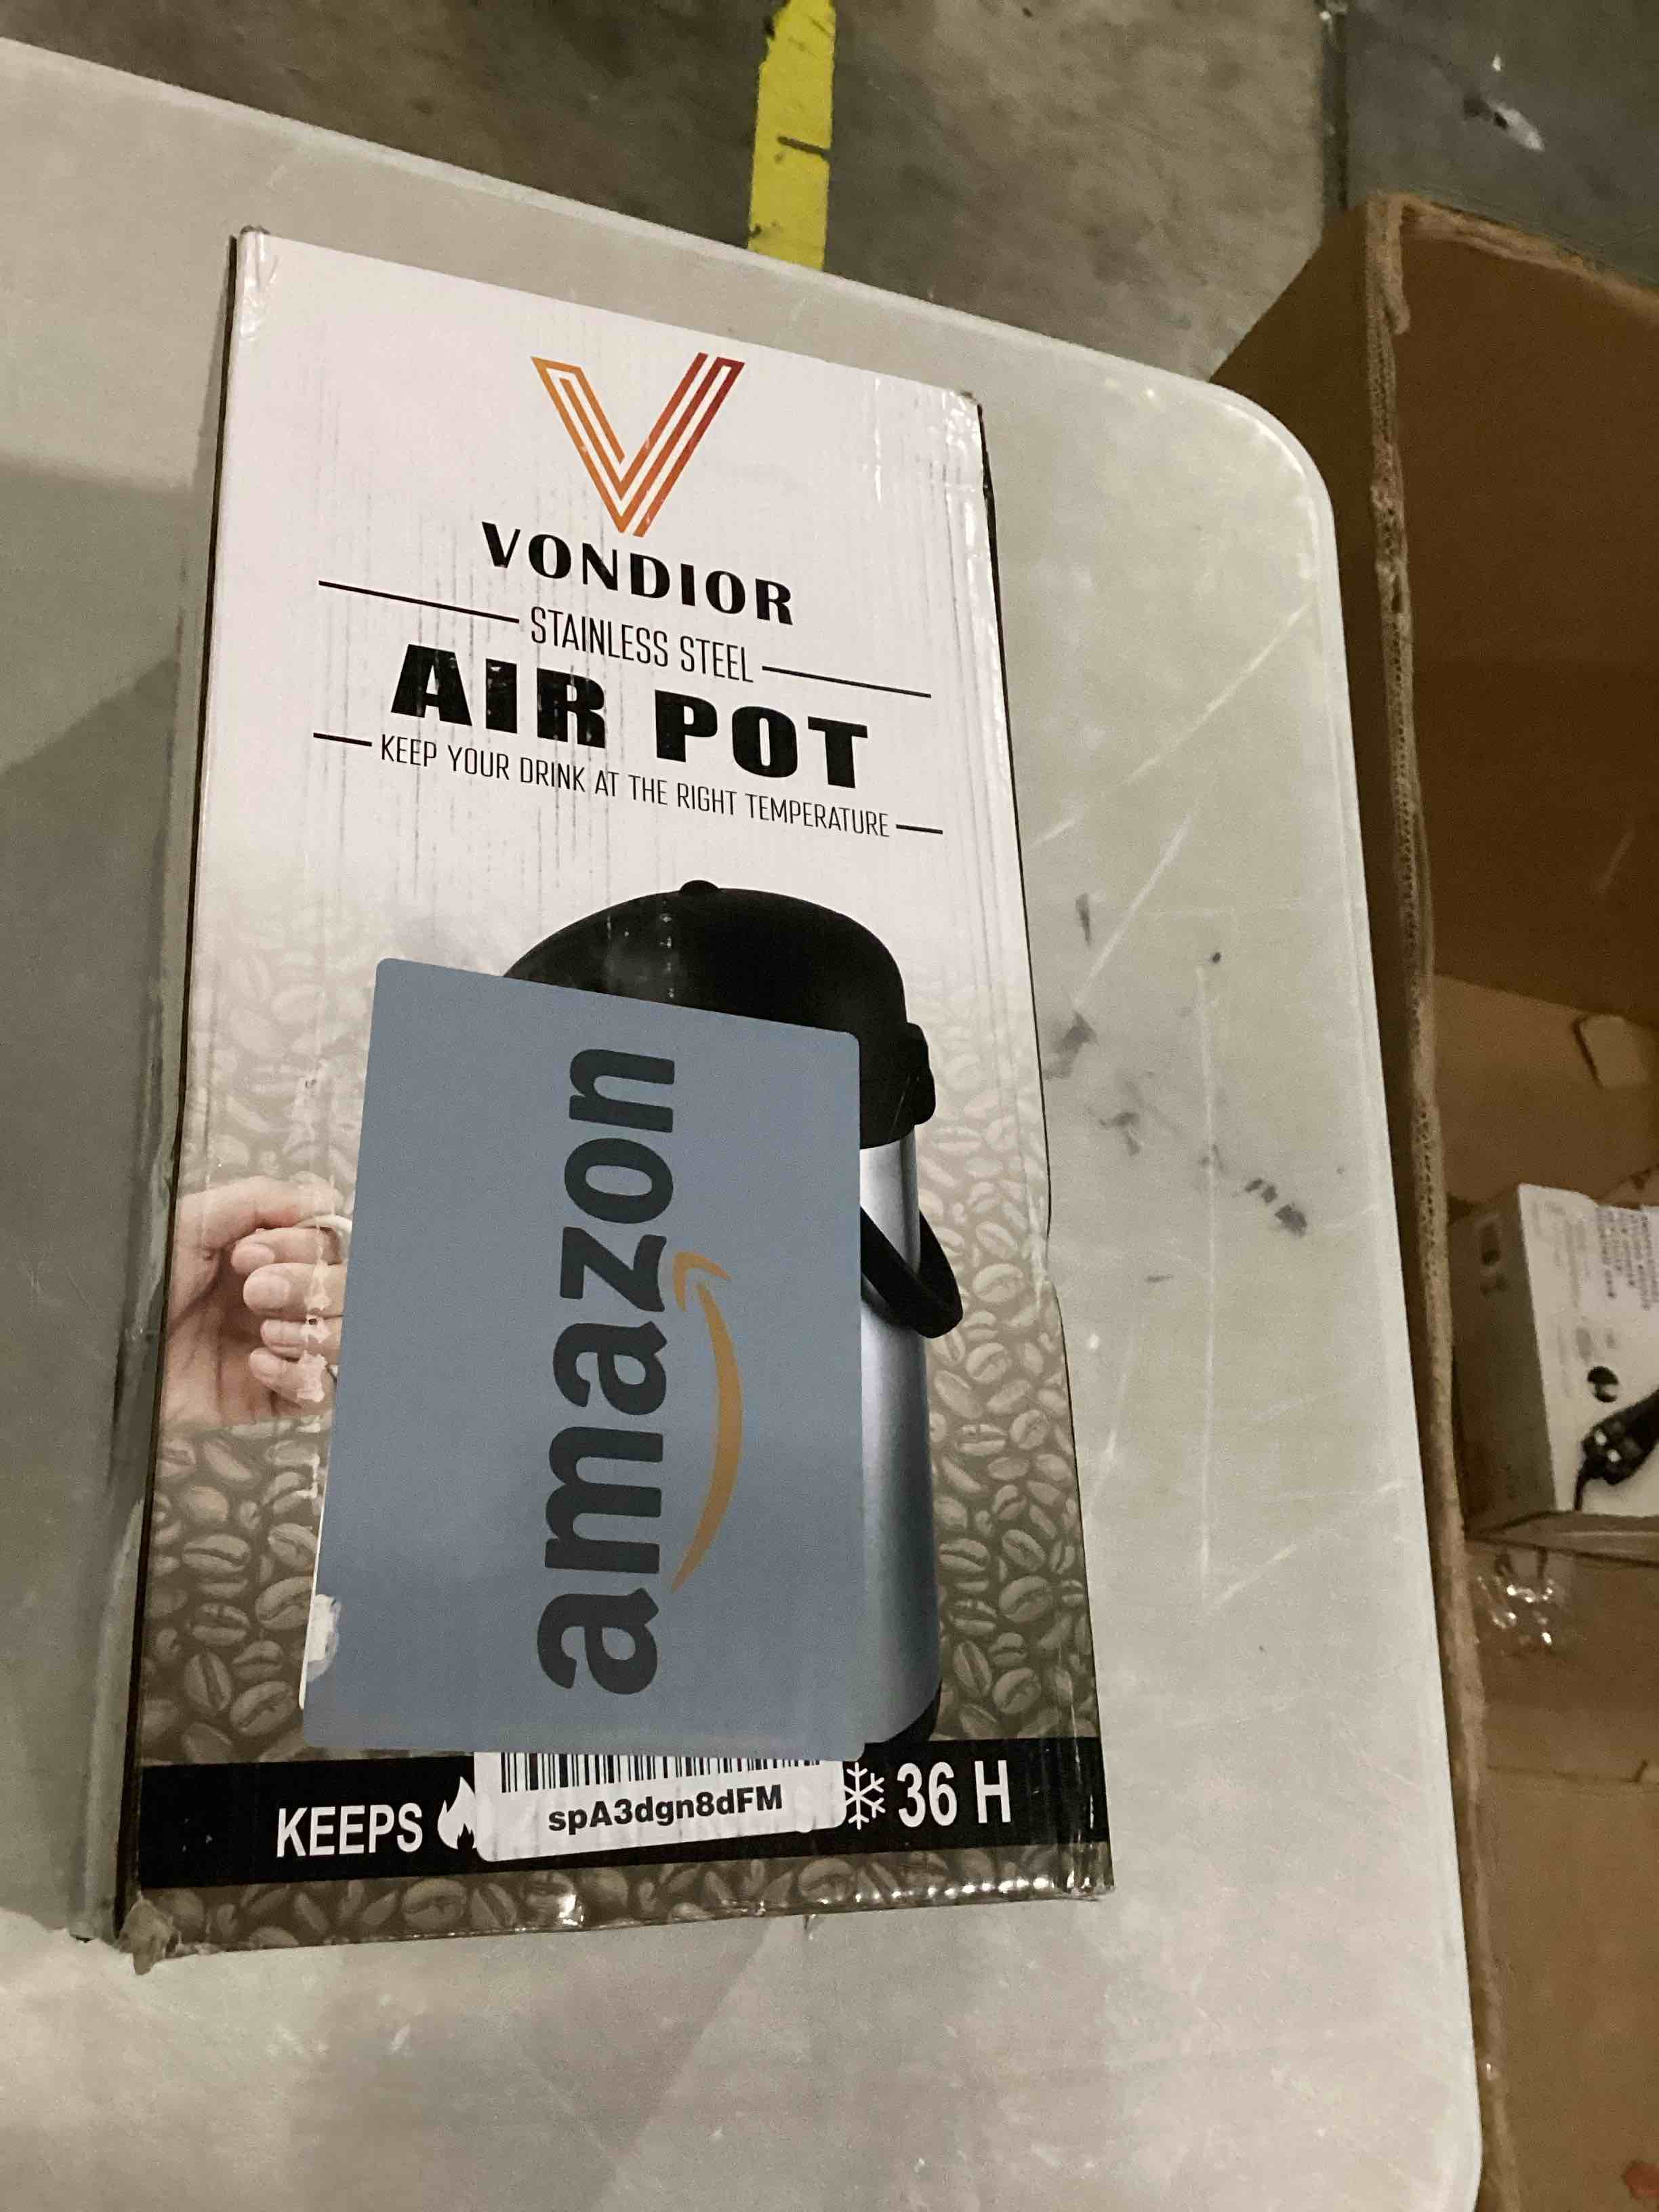 VONDIOR
STAINLESS STEEL
AIR POT
KEEP YOUR DRINK AT THE RIGHT TEMPERATURE
amazon
spA3dgn8dFM
KEEPS
36 H